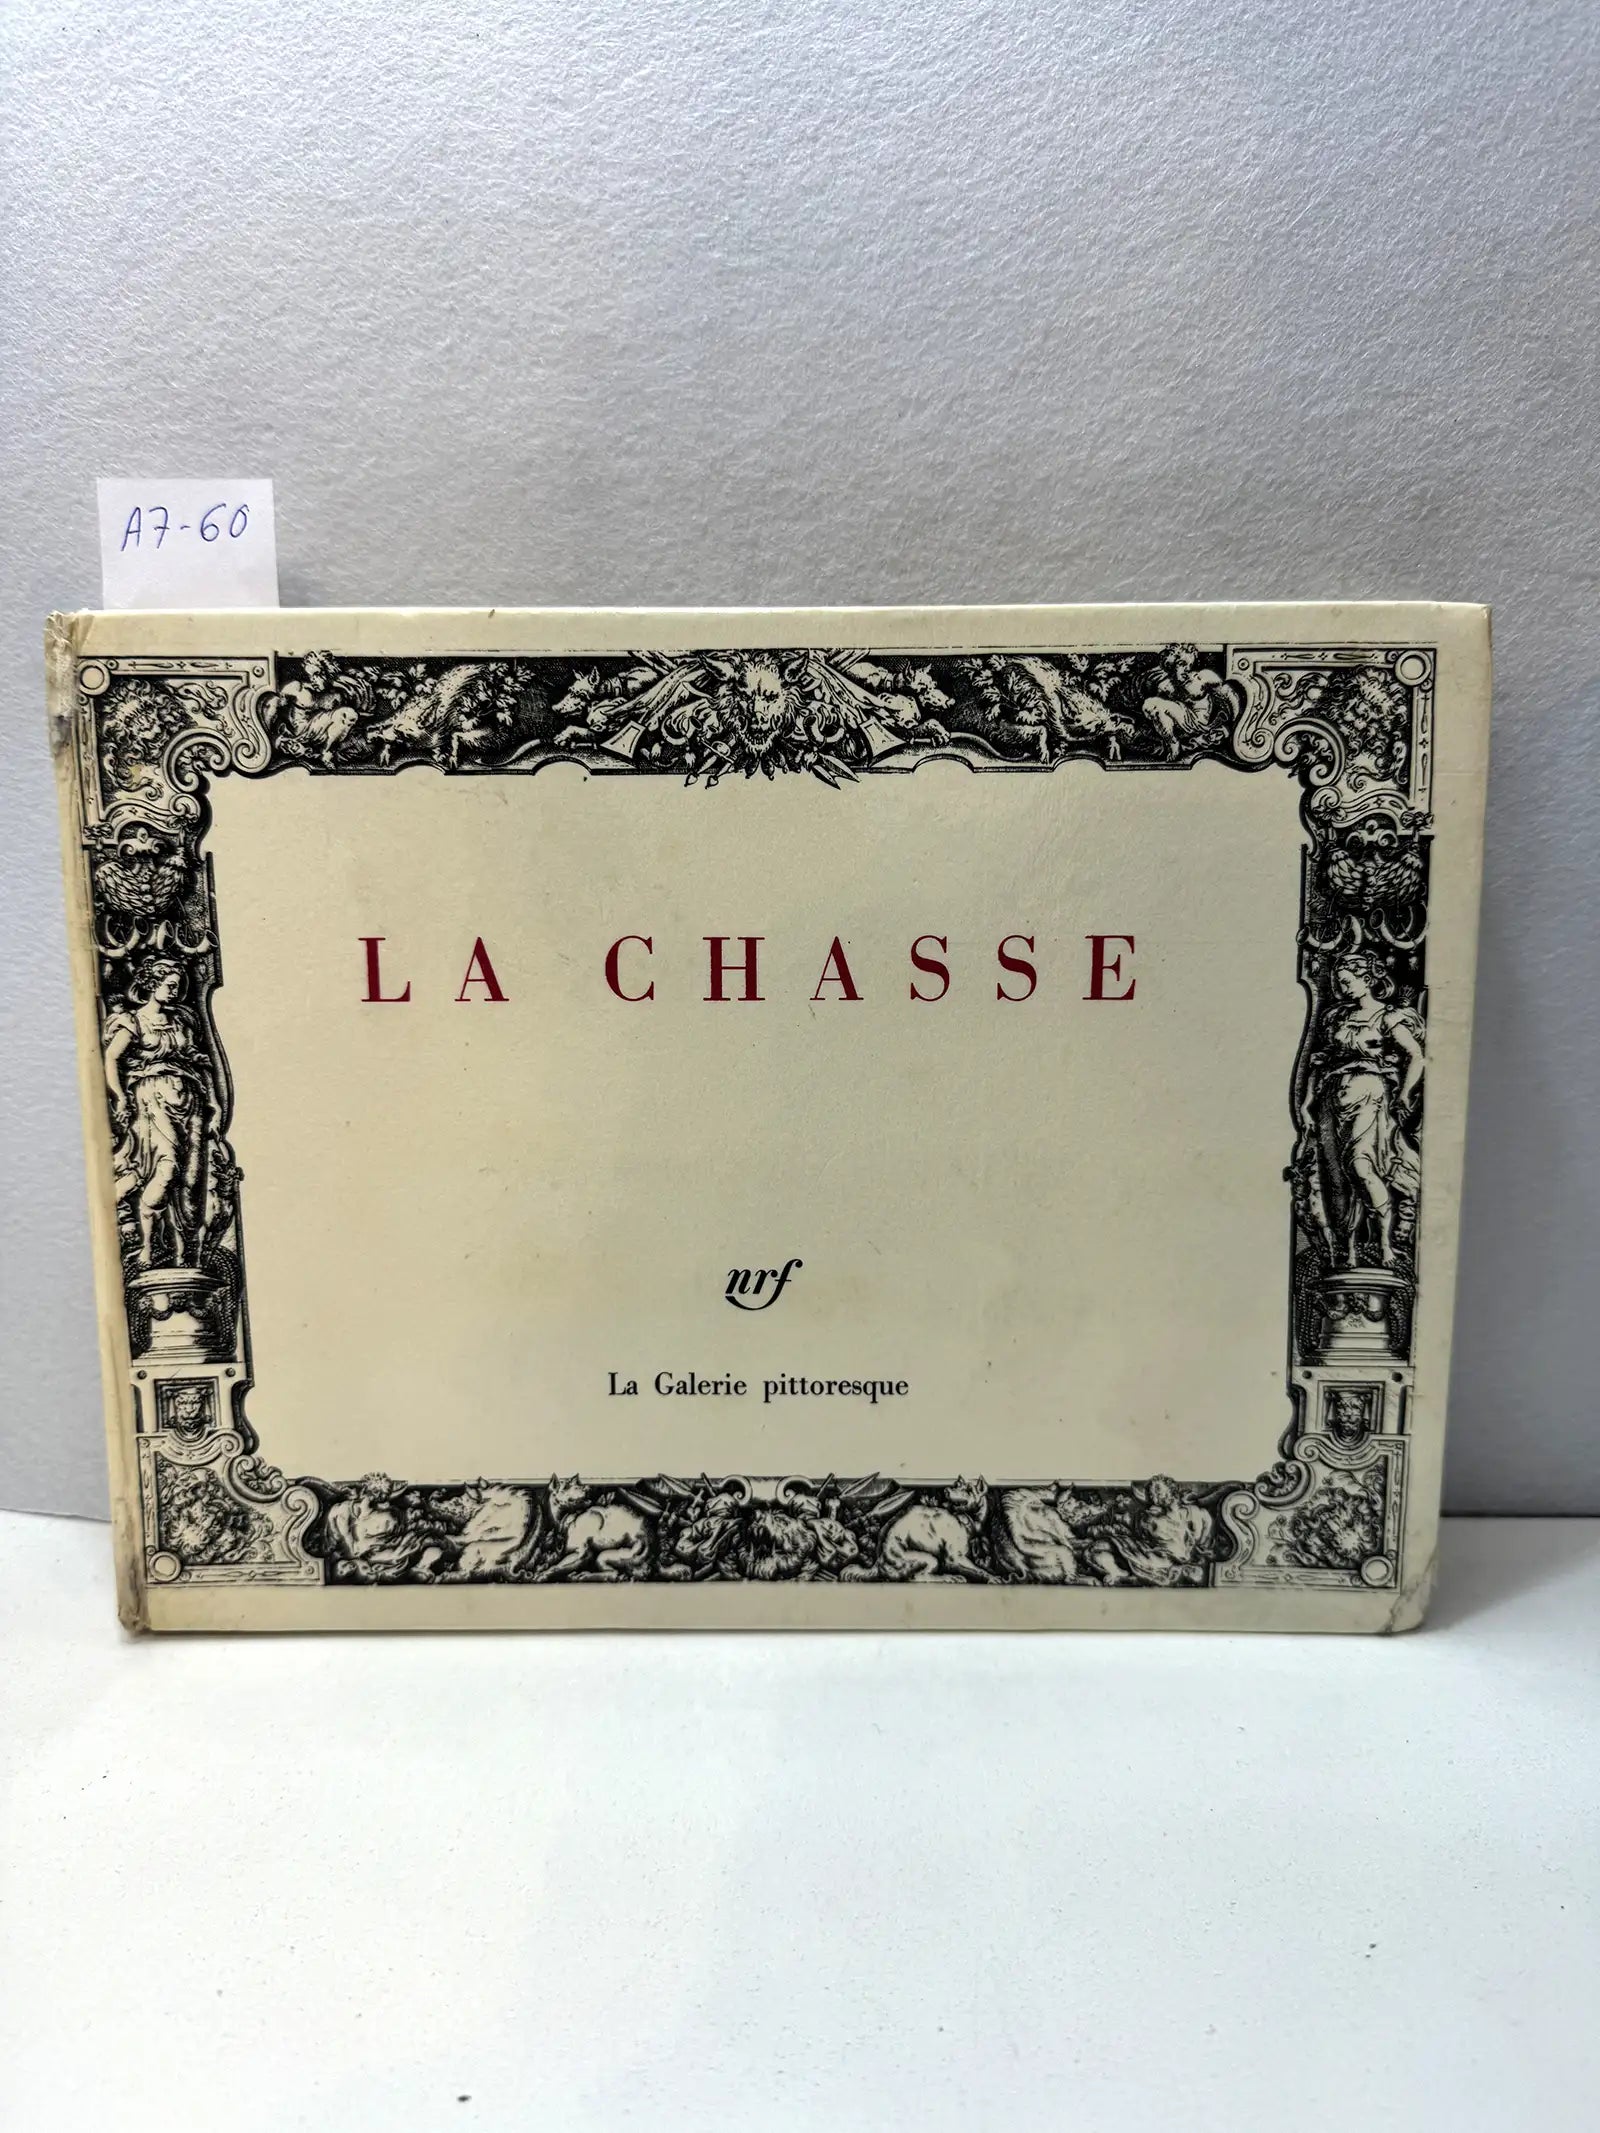 A7-60
LA CHASSE
nrf
La Galerie pittoresque